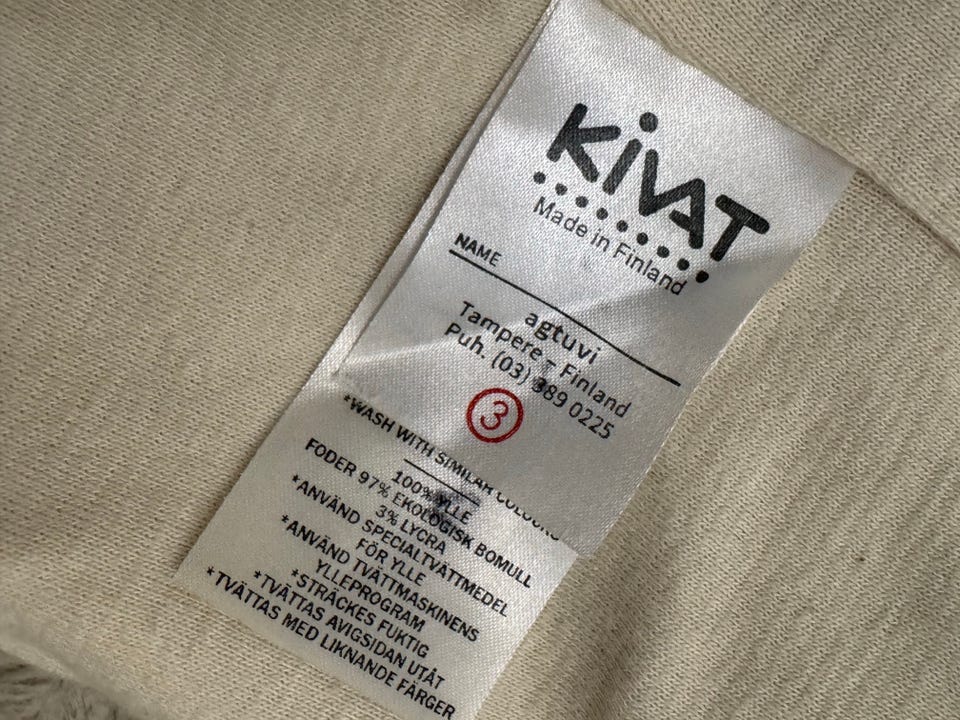 KiVAT
Made in Finland
NAME
agtuvi
Tampere - Finland
Puh. (03) 389 0225
3
*WASH WITH SIMILAR COLOURS
100% YLLE
FODER 97% EKOLOGISK BOMULL
3% LYCRA
*ANVÄND SPECIALTVÄTTMEDEL
FÖR YLLE
*ANVÄND TVÄTTMASKINENS
YLLEPROGRAM
*STRÄCKES FUKTIG
*TVÄTTAS AVIGSIDAN UTÅT
*TVÄTTAS MED LIKNANDE FÄRGER